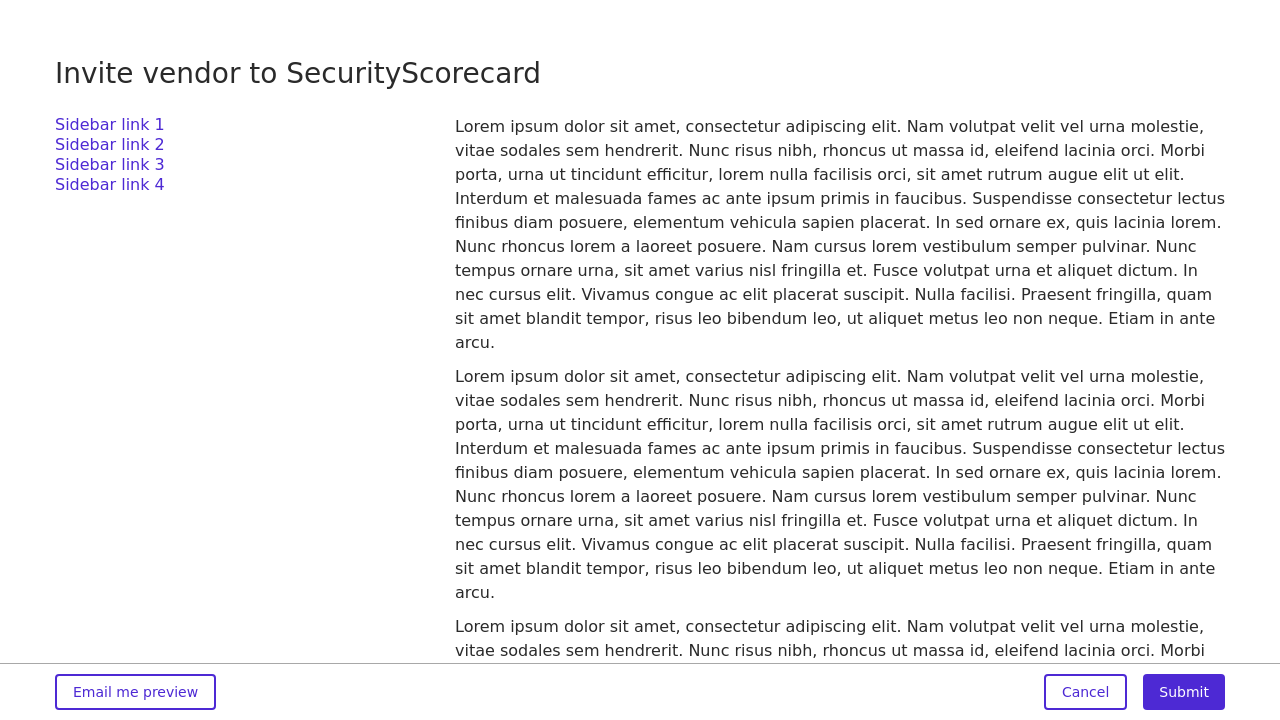 Invite vendor to SecurityScorecard
Sidebar link 1
Sidebar link 2
Sidebar link 3
Sidebar link 4
Lorem ipsum dolor sit amet, consectetur adipiscing elit. Nam volutpat velit vel urna molestie,
vitae sodales sem hendrerit. Nunc risus nibh, rhoncus ut massa id, eleifend lacinia orci. Morbi
porta, urna ut tincidunt efficitur, lorem nulla facilisis orci, sit amet rutrum augue elit ut elit.
Interdum et malesuada fames ac ante ipsum primis in faucibus. Suspendisse consectetur lectus
finibus diam posuere, elementum vehicula sapien placerat. In sed ornare ex, quis lacinia lorem.
Nunc rhoncus lorem a laoreet posuere. Nam cursus lorem vestibulum semper pulvinar. Nunc
tempus ornare urna, sit amet varius nisl fringilla et. Fusce volutpat urna et aliquet dictum. In
nec cursus elit. Vivamus congue ac elit placerat suscipit. Nulla facilisi. Praesent fringilla, quam
sit amet blandit tempor, risus leo bibendum leo, ut aliquet metus leo non neque. Etiam in ante
arcu.
Lorem ipsum dolor sit amet, consectetur adipiscing elit. Nam volutpat velit vel urna molestie,
vitae sodales sem hendrerit. Nunc risus nibh, rhoncus ut massa id, eleifend lacinia orci. Morbi
porta, urna ut tincidunt efficitur, lorem nulla facilisis orci, sit amet rutrum augue elit ut elit.
Interdum et malesuada fames ac ante ipsum primis in faucibus. Suspendisse consectetur lectus
finibus diam posuere, elementum vehicula sapien placerat. In sed ornare ex, quis lacinia lorem.
Nunc rhoncus lorem a laoreet posuere. Nam cursus lorem vestibulum semper pulvinar. Nunc
tempus ornare urna, sit amet varius nisl fringilla et. Fusce volutpat urna et aliquet dictum. In
nec cursus elit. Vivamus congue ac elit placerat suscipit. Nulla facilisi. Praesent fringilla, quam
sit amet blandit tempor, risus leo bibendum leo, ut aliquet metus leo non neque. Etiam in ante
arcu.
Lorem ipsum dolor sit amet, consectetur adipiscing elit. Nam volutpat velit vel urna molestie,
vitae sodales sem hendrerit. Nunc risus nibh, rhoncus ut massa id, eleifend lacinia orci. Morbi
Email me preview
Cancel
Submit